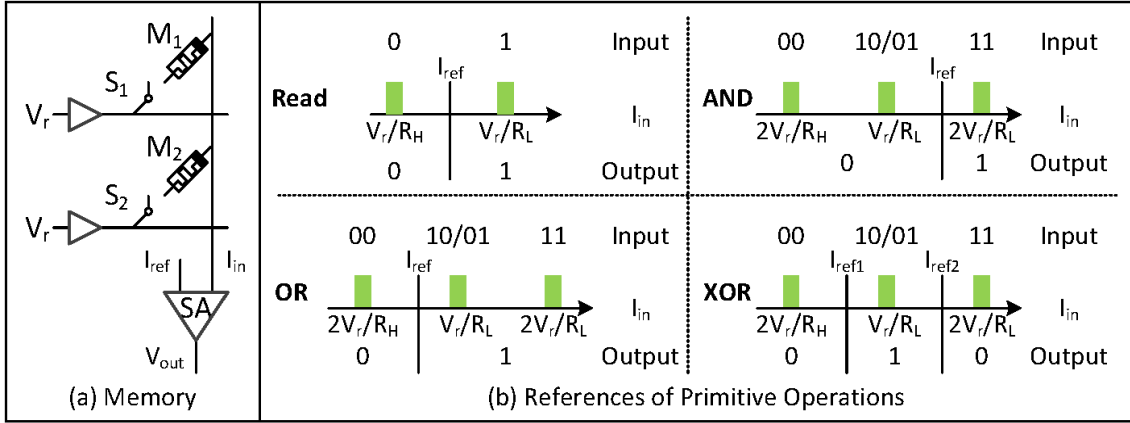 M1
S1
Vr
M2
S2
Vr
Iref Iin
SA
Vout
(a) Memory
0 1 Input
Iref
Read Iin
Vr/RH Vr/RL
0 1 Output
00 10/01 11 Input
Iref
AND Iin
2Vr/RH Vr/RL 2Vr/RL
0 1 Output
00 10/01 11 Input
Iref
OR Iin
2Vr/RH Vr/RL 2Vr/RL
0 1 Output
00 10/01 11 Input
Iref1 Iref2
XOR Iin
2Vr/RH Vr/RL 2Vr/RL
0 1 0 Output
(b) References of Primitive Operations